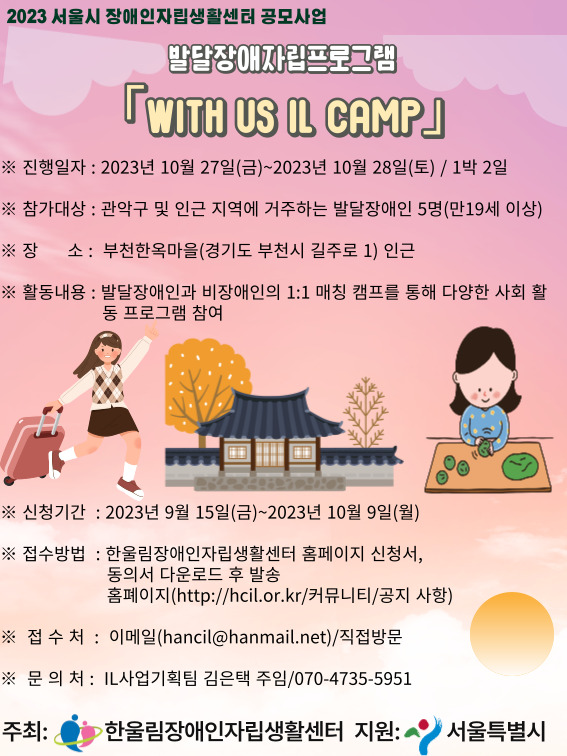 2023 서울시 장애인자립생활센터 공모사업
발달장애자립프로그램
「WITH US IL CAMP」
※ 진행일자 : 2023년 10월 27일(금)~2023년 10월 28일(토) / 1박 2일
※ 참가대상 : 관악구 및 인근 지역에 거주하는 발달장애인 5명(만19세 이상)
※ 장 소 : 부천한옥마을(경기도 부천시 길주로 1) 인근
※ 활동내용 : 발달장애인과 비장애인의 1:1 매칭 캠프를 통해 다양한 사회 활
동 프로그램 참여
※ 신청기간 : 2023년 9월 15일(금)~2023년 10월 9일(월)
※ 접수방법 : 한울림장애인자립생활센터 홈페이지 신청서,
동의서 다운로드 후 발송
홈페이지(http://hcil.or.kr/커뮤니티/공지 사항)
※ 접 수 처 : 이메일(hancil@hanmail.net)/직접방문
※ 문 의 처 : IL사업기획팀 김은택 주임/070-4735-5951
주최: 한울림장애인자립생활센터 지원: 서울특별시